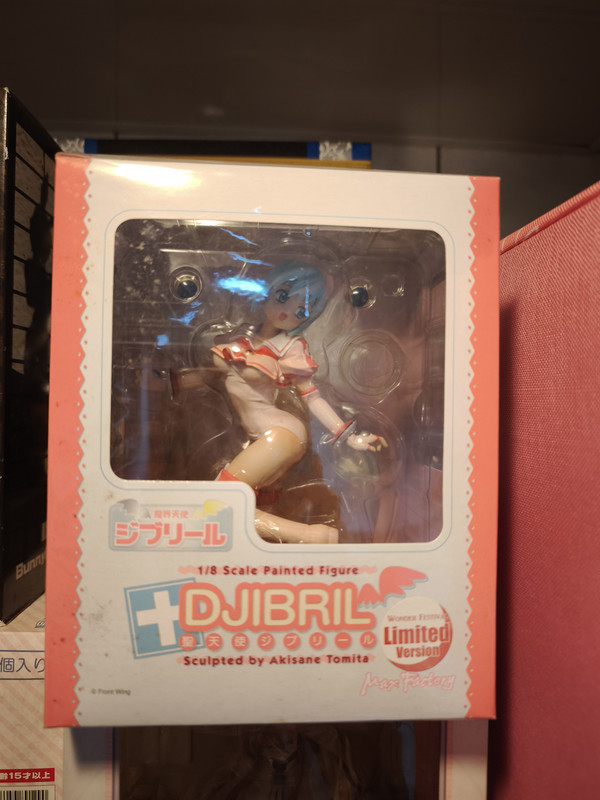 魔界天使
ジブリール
1/8 Scale Painted Figure
DJIBRIL
聖天使ジブリール
Sculpted by Akisane Tomita
WONDER FESTIVAL
Limited
Version
Max Factory
© Front Wing
Bunny
個入り
齢15才以上